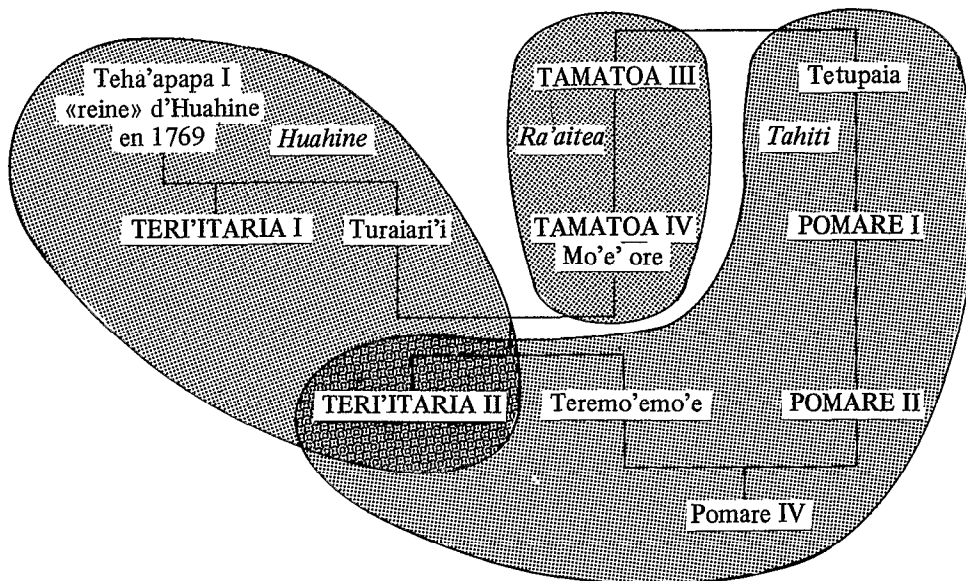 Teha'apapa I
«reine» d'Huahine
en 1769
Huahine
TERI'ITARIA I
Turaiari'i
TAMATOA III
Ra'aitea
TAMATOA IV
Mo'e' ore
Tetupaia
Tahiti
POMARE I
TERI'ITARIA II
Teremo'emo'e
POMARE II
Pomare IV